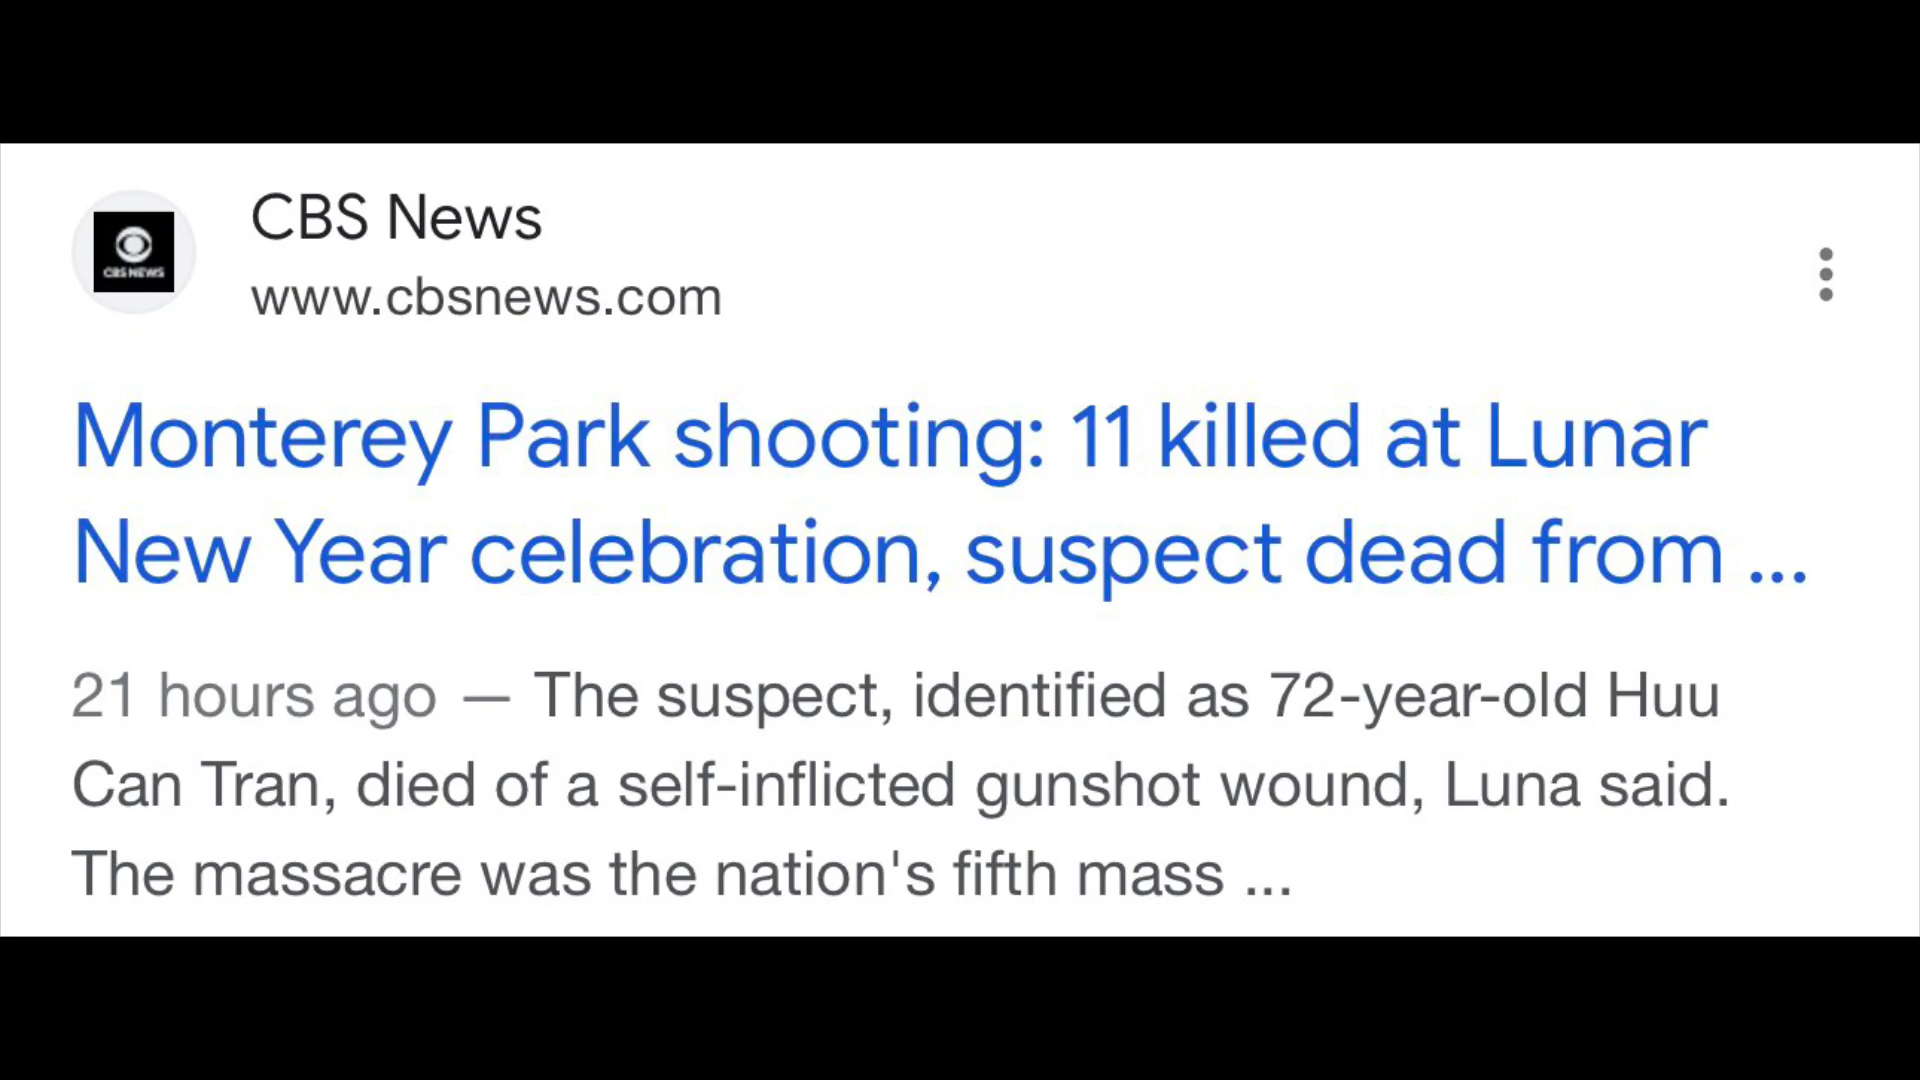 CBS NEWS
CBS News
www.cbsnews.com
Monterey Park shooting: 11 killed at Lunar
New Year celebration, suspect dead from ...
21 hours ago — The suspect, identified as 72-year-old Huu
Can Tran, died of a self-inflicted gunshot wound, Luna said.
The massacre was the nation's fifth mass ...